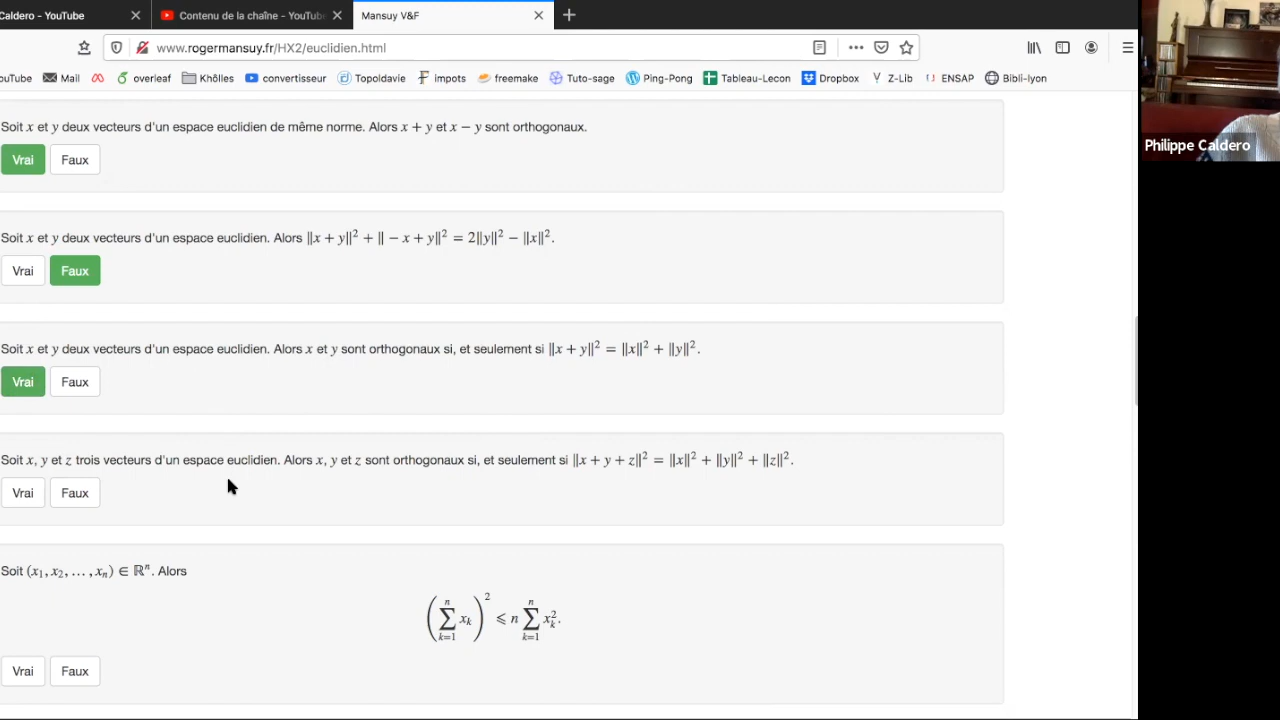 Caldero - YouTube
Contenu de la chaîne - YouTube
Mansuy V&F
www.rogermansuy.fr/HX2/euclidien.html
ouTube Mail overleaf Khôlles convertisseur Topoldavie impots freemake Tuto-sage Ping-Pong Tableau-Lecon Dropbox Z-Lib ENSAP Bibli-lyon
Soit x et y deux vecteurs d'un espace euclidien de même norme. Alors x + y et x − y sont orthogonaux.
Vrai Faux
Philippe Caldero
Soit x et y deux vecteurs d'un espace euclidien. Alors ‖x + y‖² + ‖ − x + y‖² = 2‖y‖² − ‖x‖².
Vrai Faux
Soit x et y deux vecteurs d'un espace euclidien. Alors x et y sont orthogonaux si, et seulement si ‖x + y‖² = ‖x‖² + ‖y‖².
Vrai Faux
Soit x, y et z trois vecteurs d'un espace euclidien. Alors x, y et z sont orthogonaux si, et seulement si ‖x + y + z‖² = ‖x‖² + ‖y‖² + ‖z‖².
Vrai Faux
Soit (x₁, x₂, … , xₙ) ∈ ℝⁿ. Alors
(∑ₖ₌₁ⁿ xₖ)² ⩽ n ∑ₖ₌₁ⁿ xₖ².
Vrai Faux